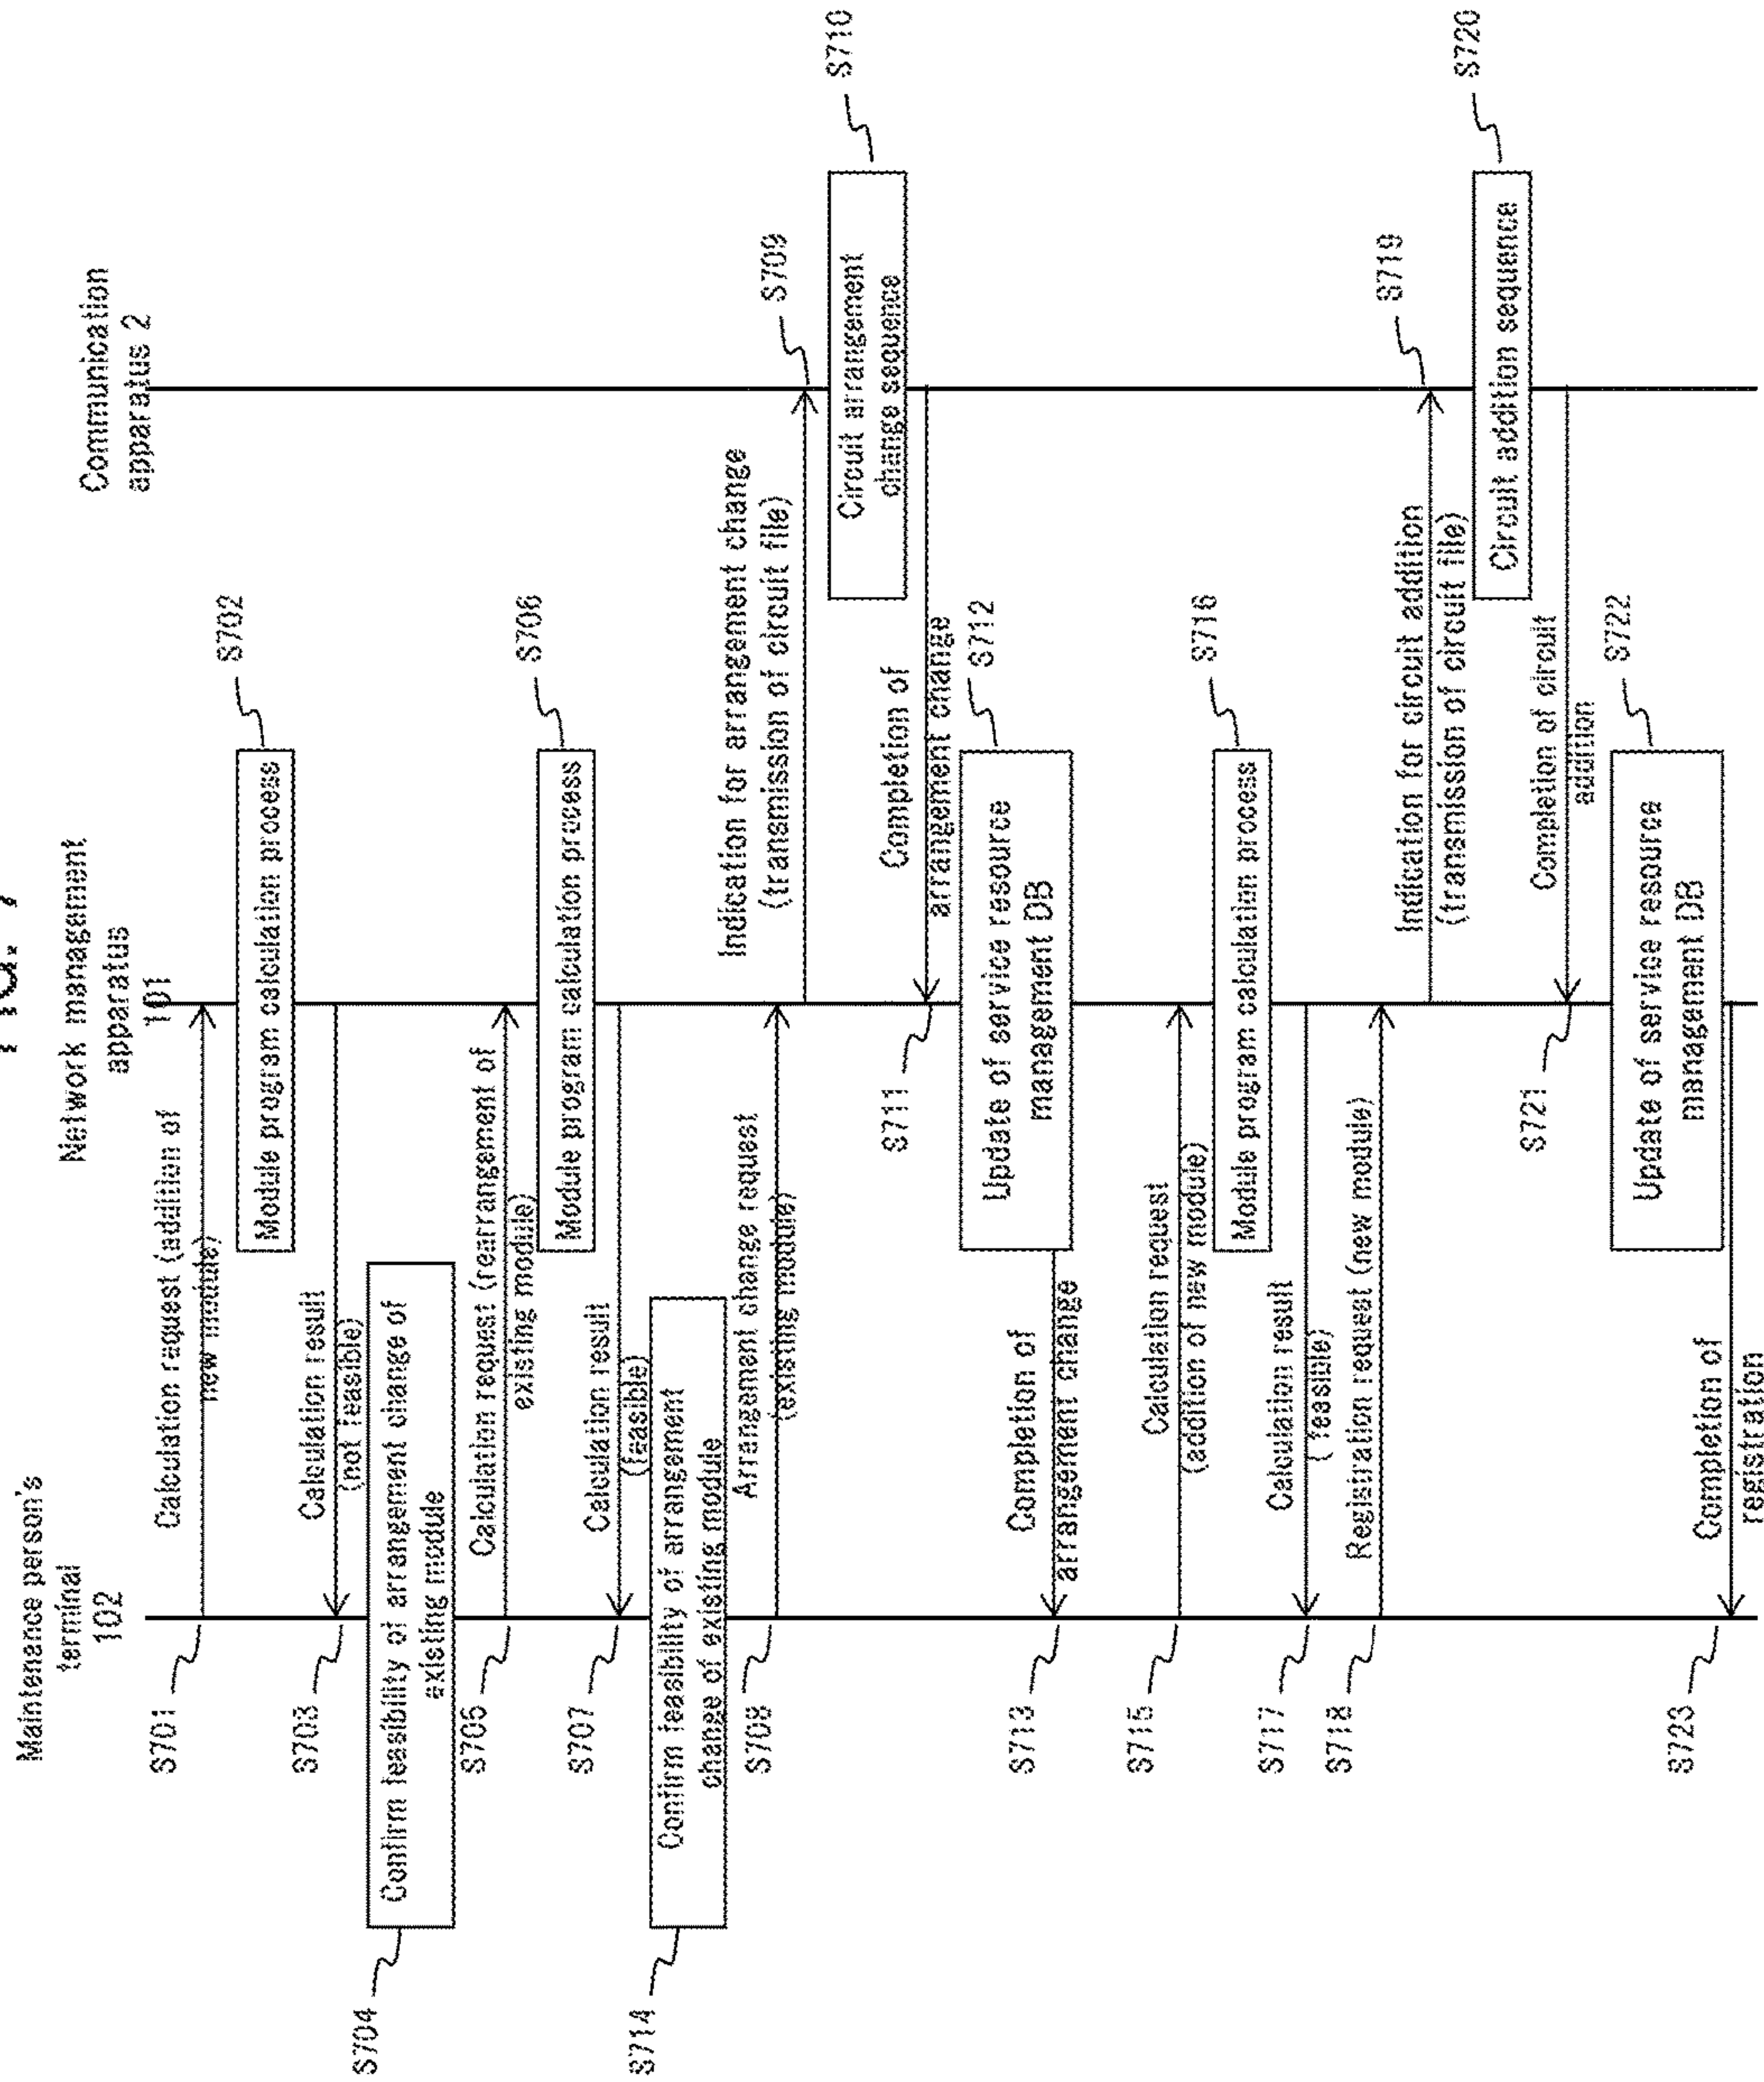 FIG. 7
Maintenance person's
terminal
102
Network management
apparatus
101
Communication
apparatus 2
S701
Calculation request (addition of
new module)
Module program calculation process
S702
S703
Calculation result
(not feasible)
S704
Confirm feasibility of arrangement change of
existing module
S705
Calculation request (rearrangement of
existing module)
Module program calculation process
S706
S707
Calculation result
(feasible)
S714
Confirm feasibility of arrangement
change of existing module
S708
Arrangement change request
(existing module)
Indication for arrangement change
(transmission of circuit file)
S709
Circuit arrangement
change sequence
S710
S711
Completion of
arrangement change
Update of service resource
management DB
S712
S713
Completion of
arrangement change
S715
Calculation request
(addition of new module)
Module program calculation process
S716
S717
Calculation result
( feasible)
S718
Registration request (new module)
Indication for circuit addition
(transmission of circuit file)
S719
Circuit addition sequence
S720
S721
Completion of circuit
addition
Update of service resource
management DB
S722
S723
Completion of
registration